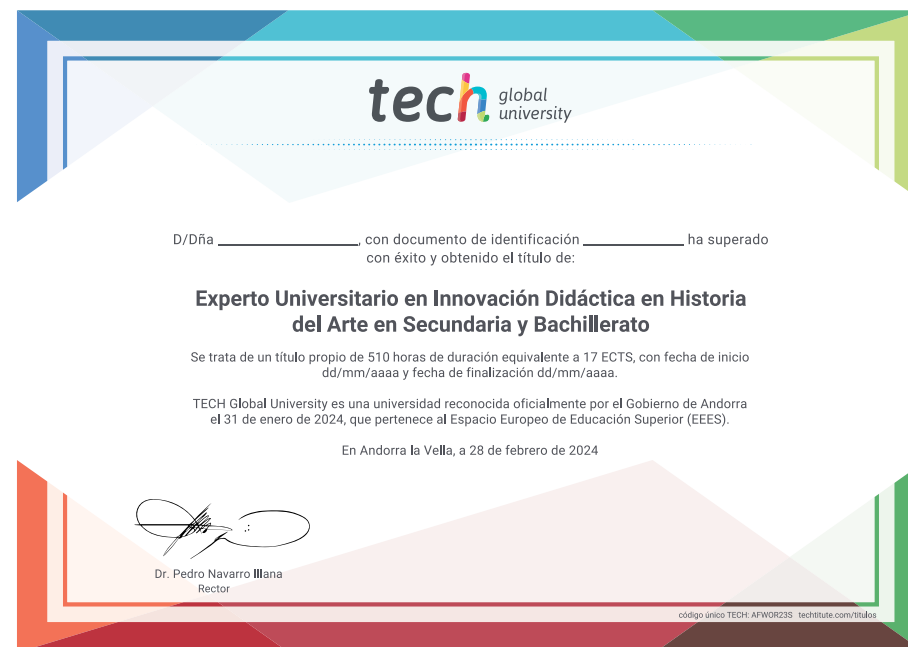 tech global university
D/Dña ____________________, con documento de identificación ______________ ha superado
con éxito y obtenido el título de:
Experto Universitario en Innovación Didáctica en Historia
del Arte en Secundaria y Bachillerato
Se trata de un título propio de 510 horas de duración equivalente a 17 ECTS, con fecha de inicio
dd/mm/aaaa y fecha de finalización dd/mm/aaaa.
TECH Global University es una universidad reconocida oficialmente por el Gobierno de Andorra
el 31 de enero de 2024, que pertenece al Espacio Europeo de Educación Superior (EEES).
En Andorra la Vella, a 28 de febrero de 2024
Dr. Pedro Navarro Illana
Rector
código único TECH: AFWOR23S techtitute.com/titulos